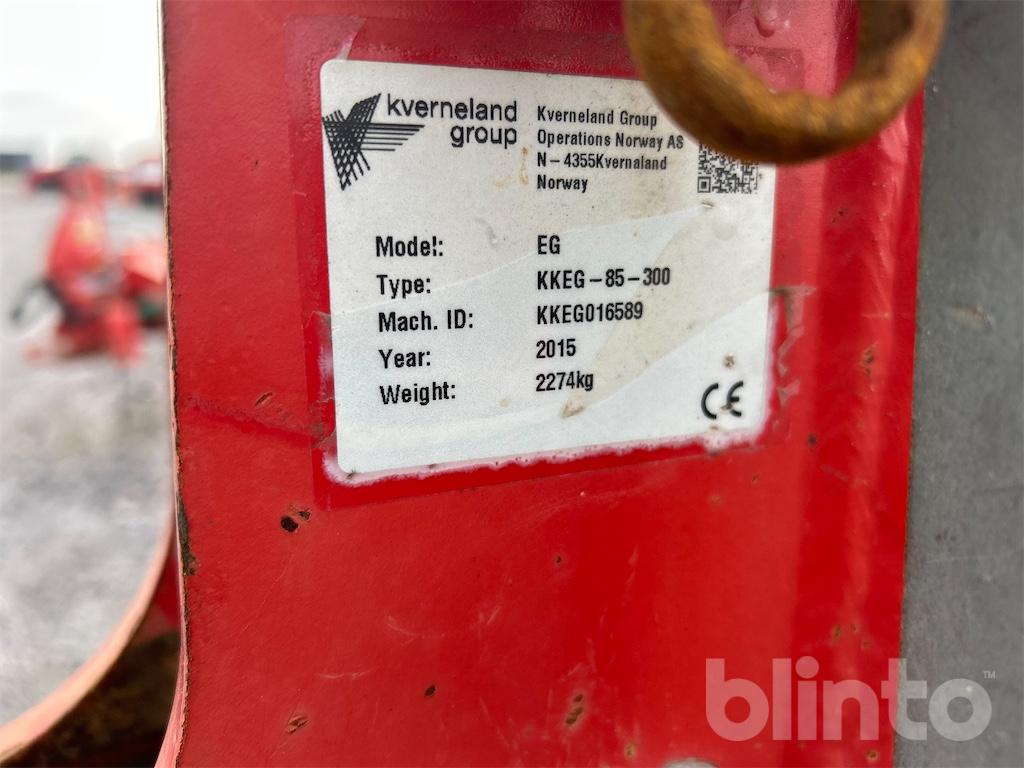 kverneland
group
Kverneland Group
Operations Norway AS
N-4355Kvernaland
Norway
Model: EG
Type: KKEG-85-300
Mach. ID: KKEG016589
Year: 2015
Weight: 2274kg
CE
blinto™